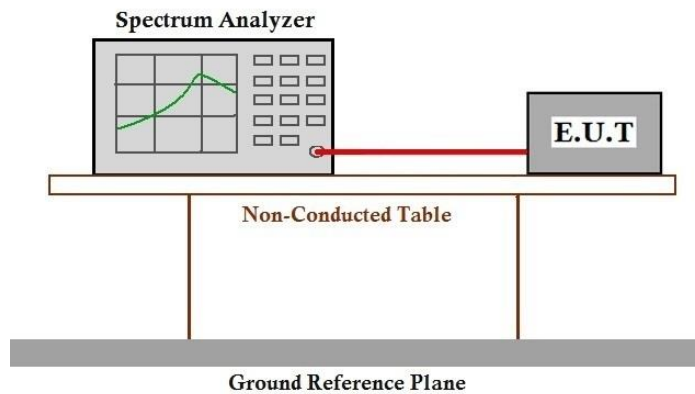 Spectrum Analyzer
E.U.T
Non-Conducted Table
Ground Reference Plane